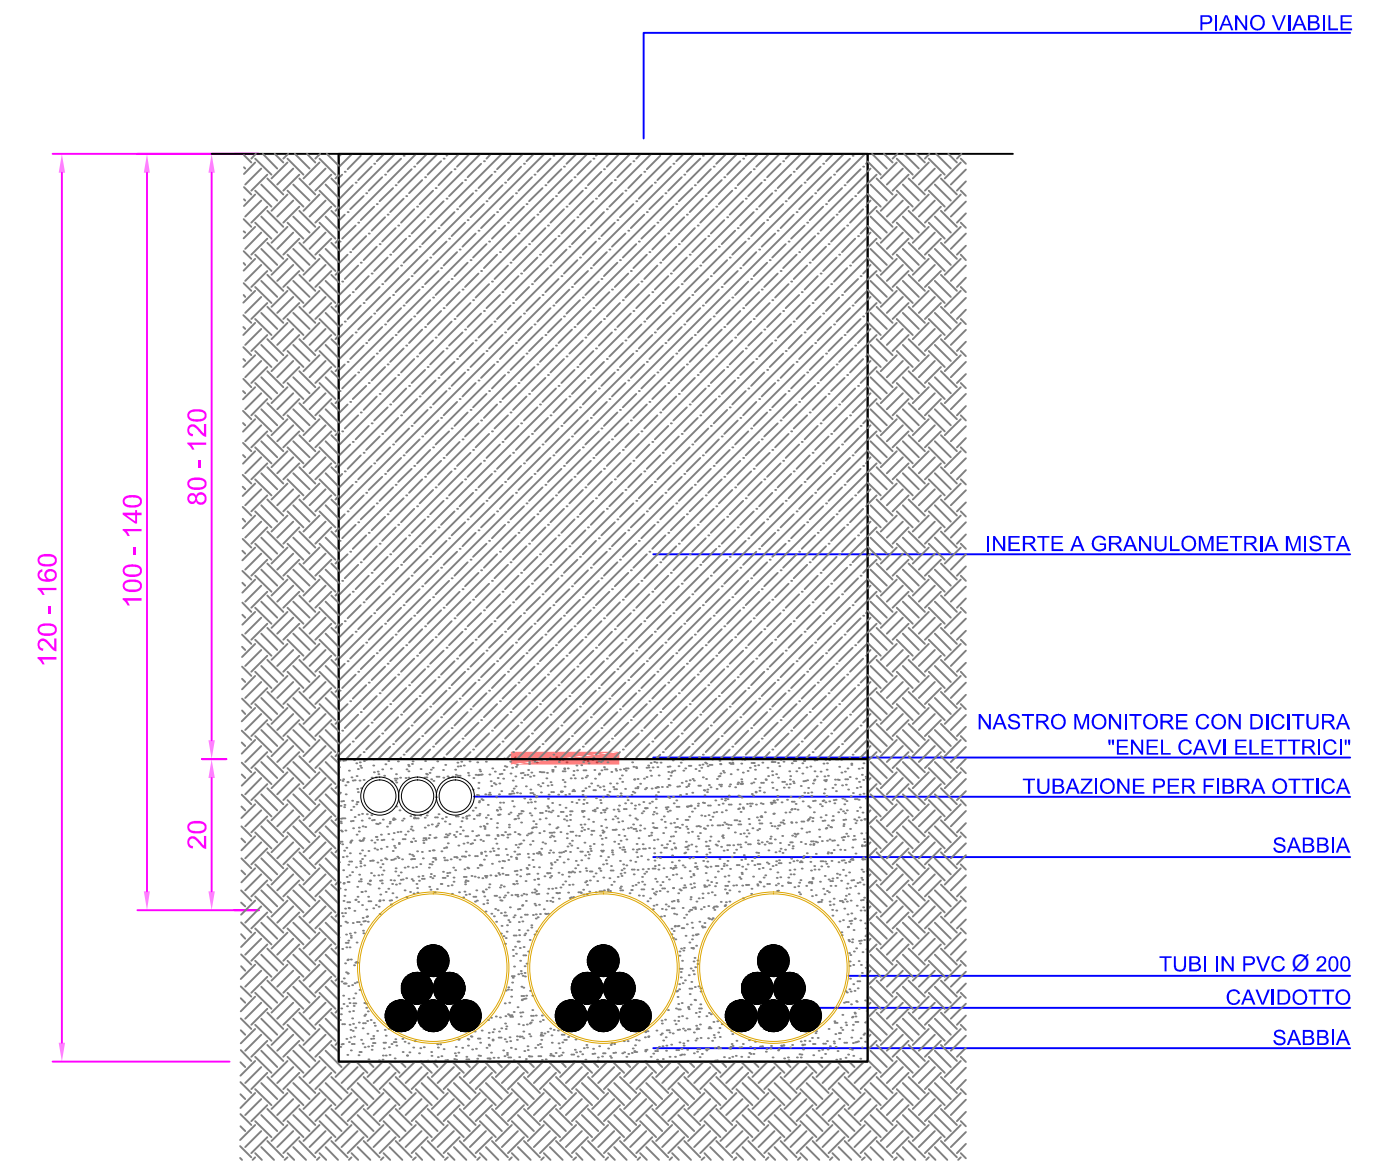 PIANO VIABILE
80 - 120
100 - 140
120 - 160
INERTE A GRANULOMETRIA MISTA
NASTRO MONITORE CON DICITURA
"ENEL CAVI ELETTRICI"
TUBAZIONE PER FIBRA OTTICA
20
SABBIA
TUBI IN PVC Ø 200
CAVIDOTTO
SABBIA